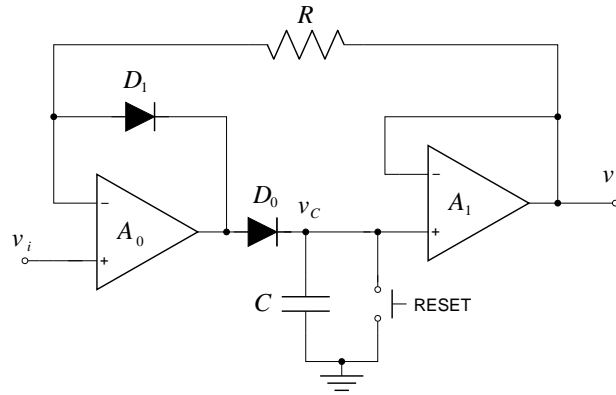 R
D1
D0
vC
v
A0
A1
vi
−
+
−
+
C
RESET